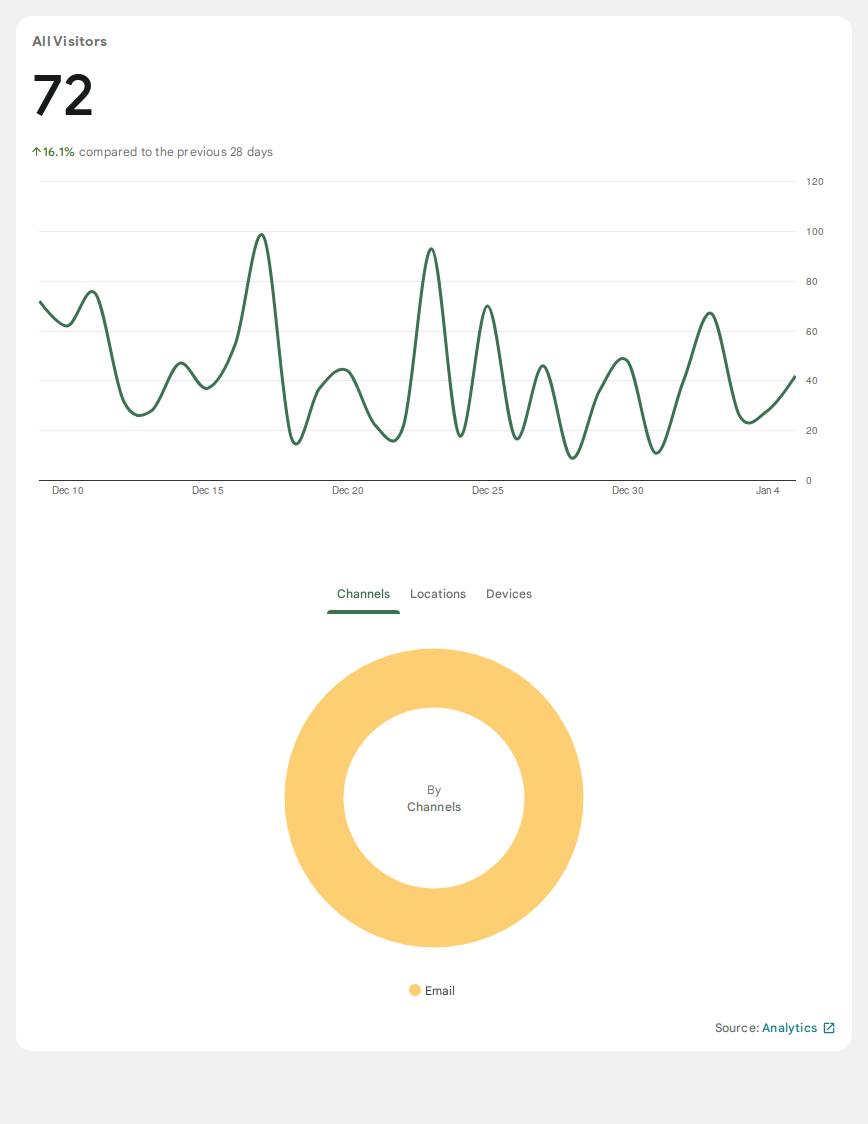 All Visitors
72
↑16.1% compared to the previous 28 days
120
100
80
60
40
20
0
Dec 10 Dec 15 Dec 20 Dec 25 Dec 30 Jan 4
Channels Locations Devices
By
Channels
Email
Source: Analytics